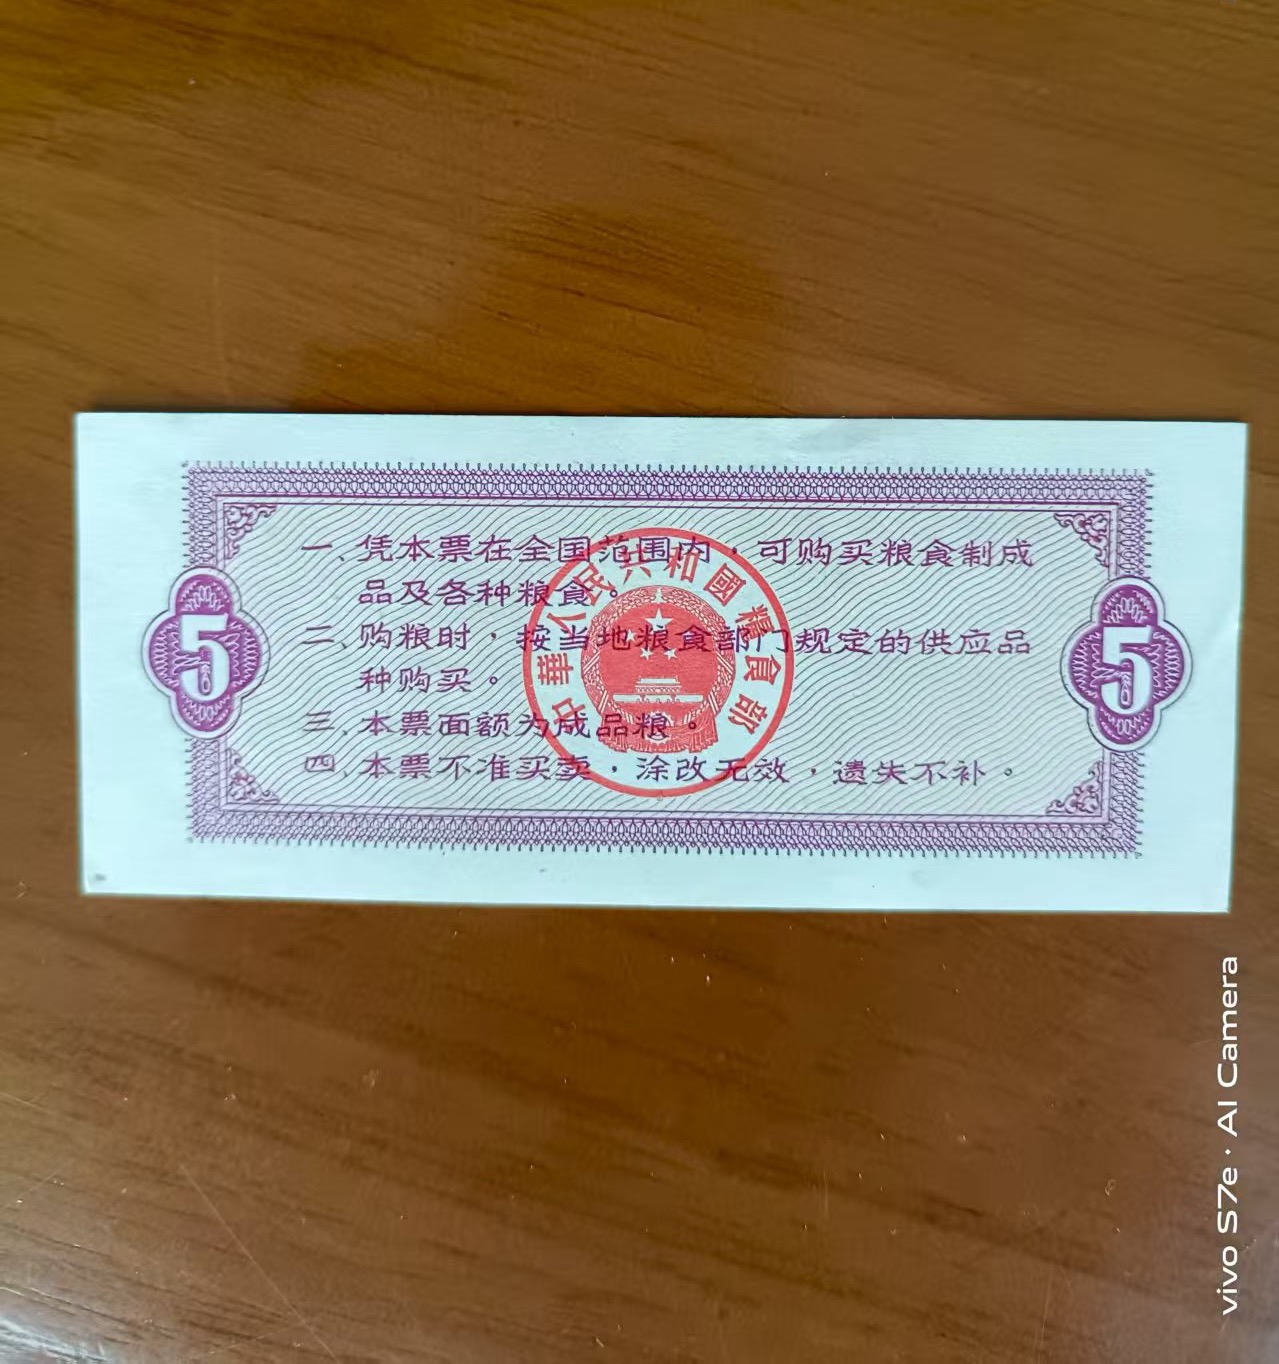 一、凭本票在全国范围内，可购买粮食制成
品及各种粮食。
二、购粮时，按当地粮食部门规定的供应品
种购买。
三、本票面额为成品粮。
四、本票不准买卖，涂改无效，遗失不补。
5
5
中華人民共和國糧食部
vivo S7e · AI Camera